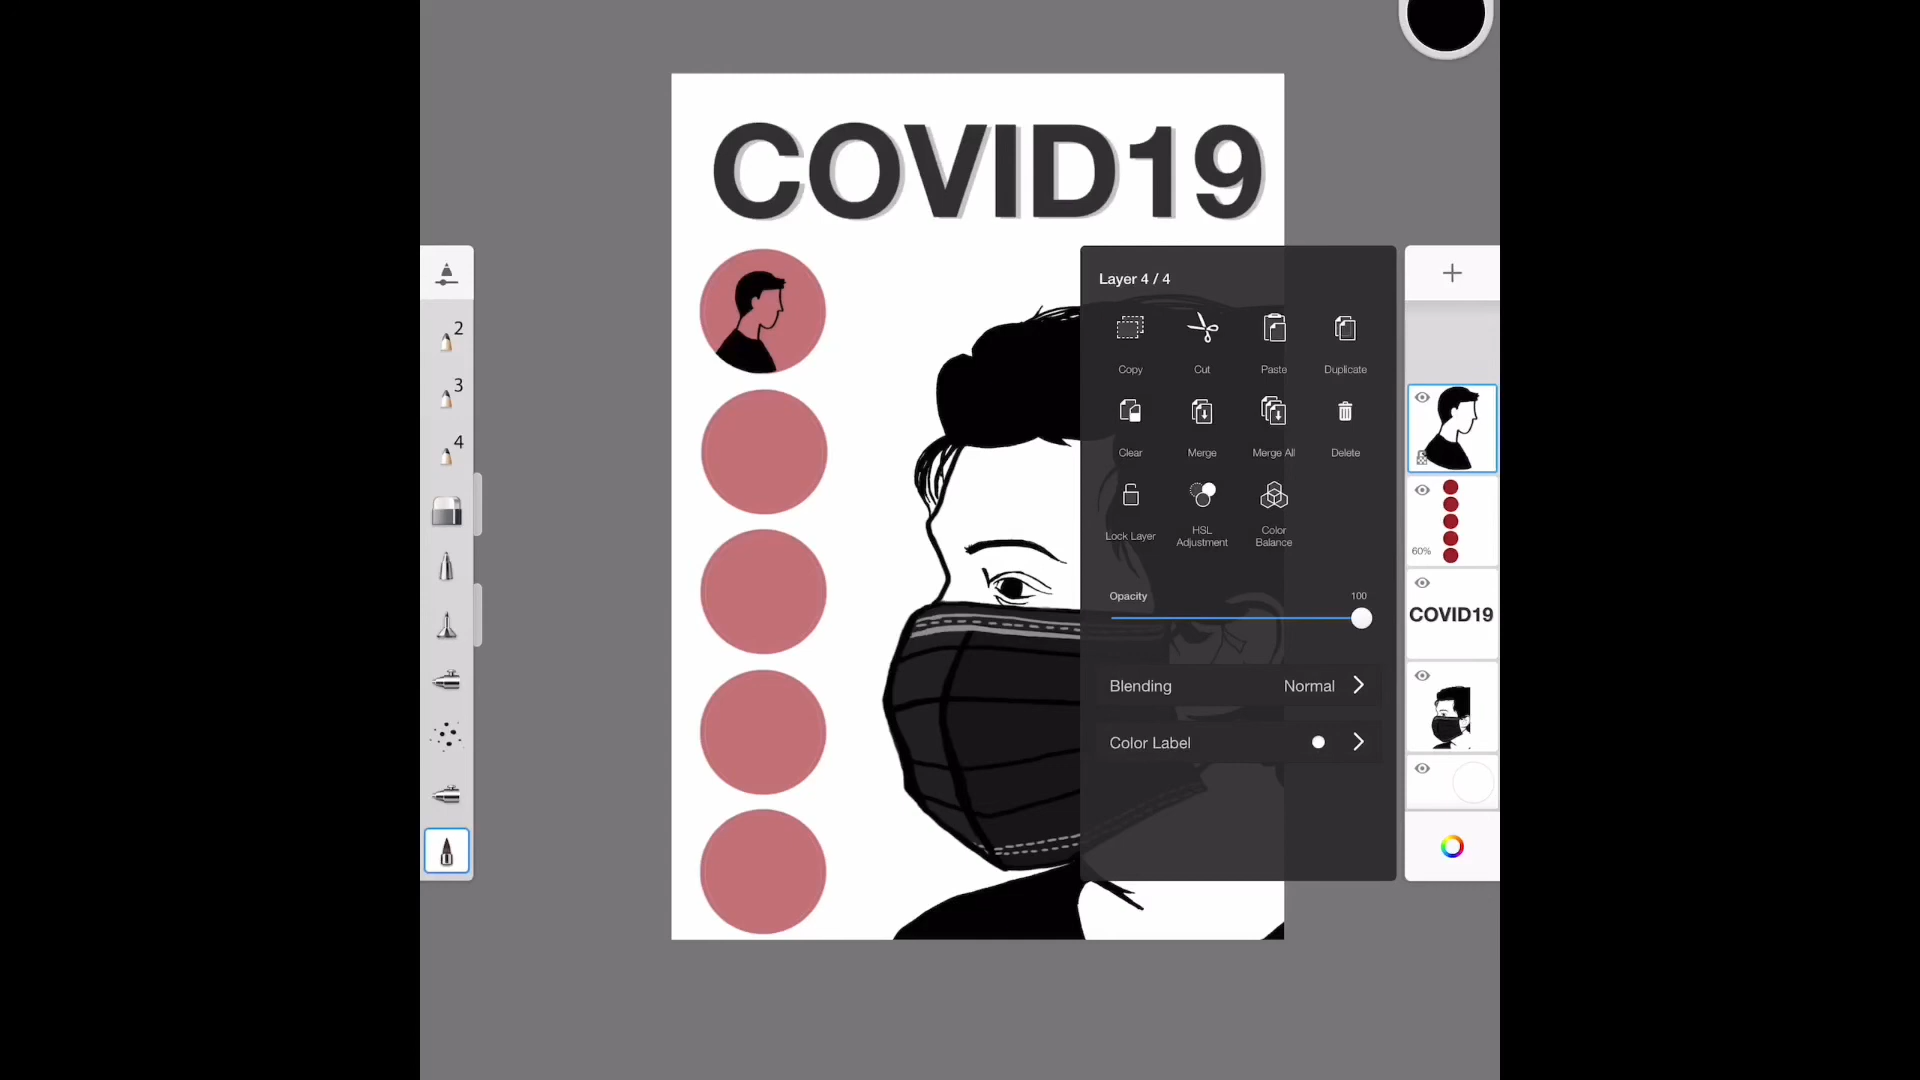 COVID19
Layer 4 / 4
2
Copy
Cut
Paste
Duplicate
3
Clear
Merge
Merge All
Delete
4
Lock Layer
HSL
Adjustment
Color
Balance
60%
Opacity
100
COVID19
Blending
Normal
Color Label